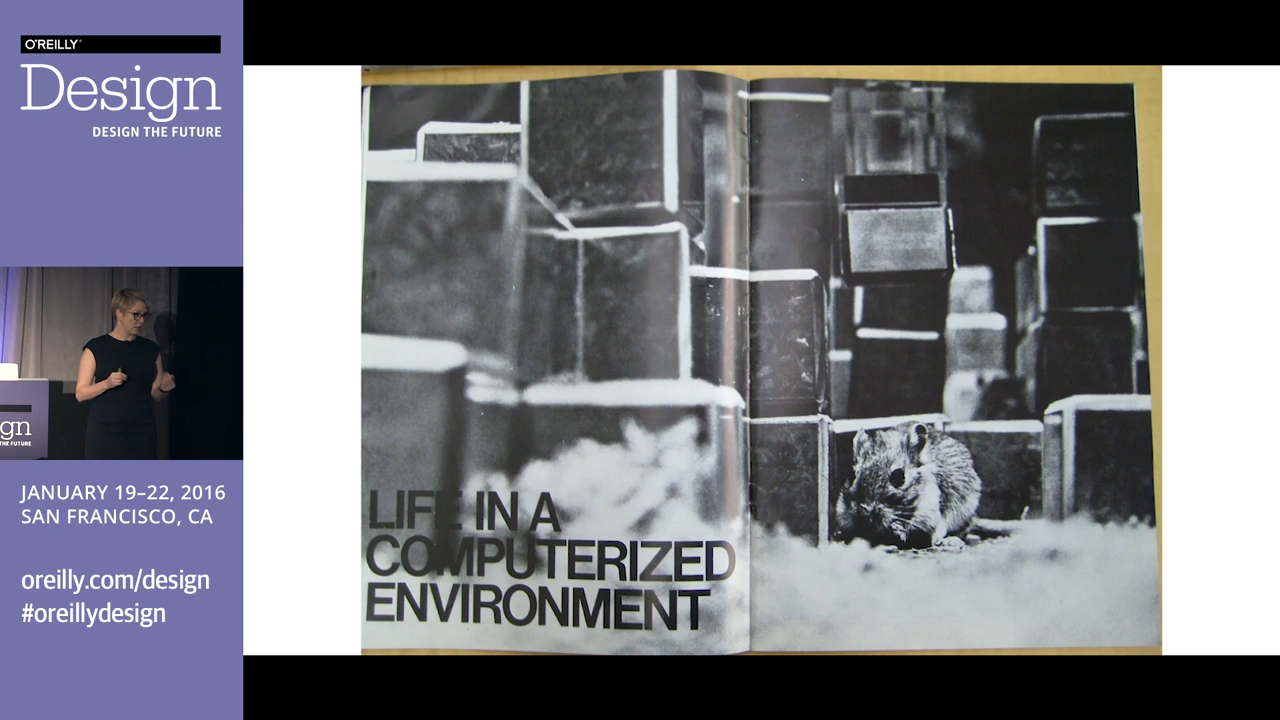 O'REILLY®
Design
DESIGN THE FUTURE
gn
THE FUTURE
JANUARY 19–22, 2016
SAN FRANCISCO, CA
oreilly.com/design
#oreillydesign
LIFE IN A
COMPUTERIZED
ENVIRONMENT